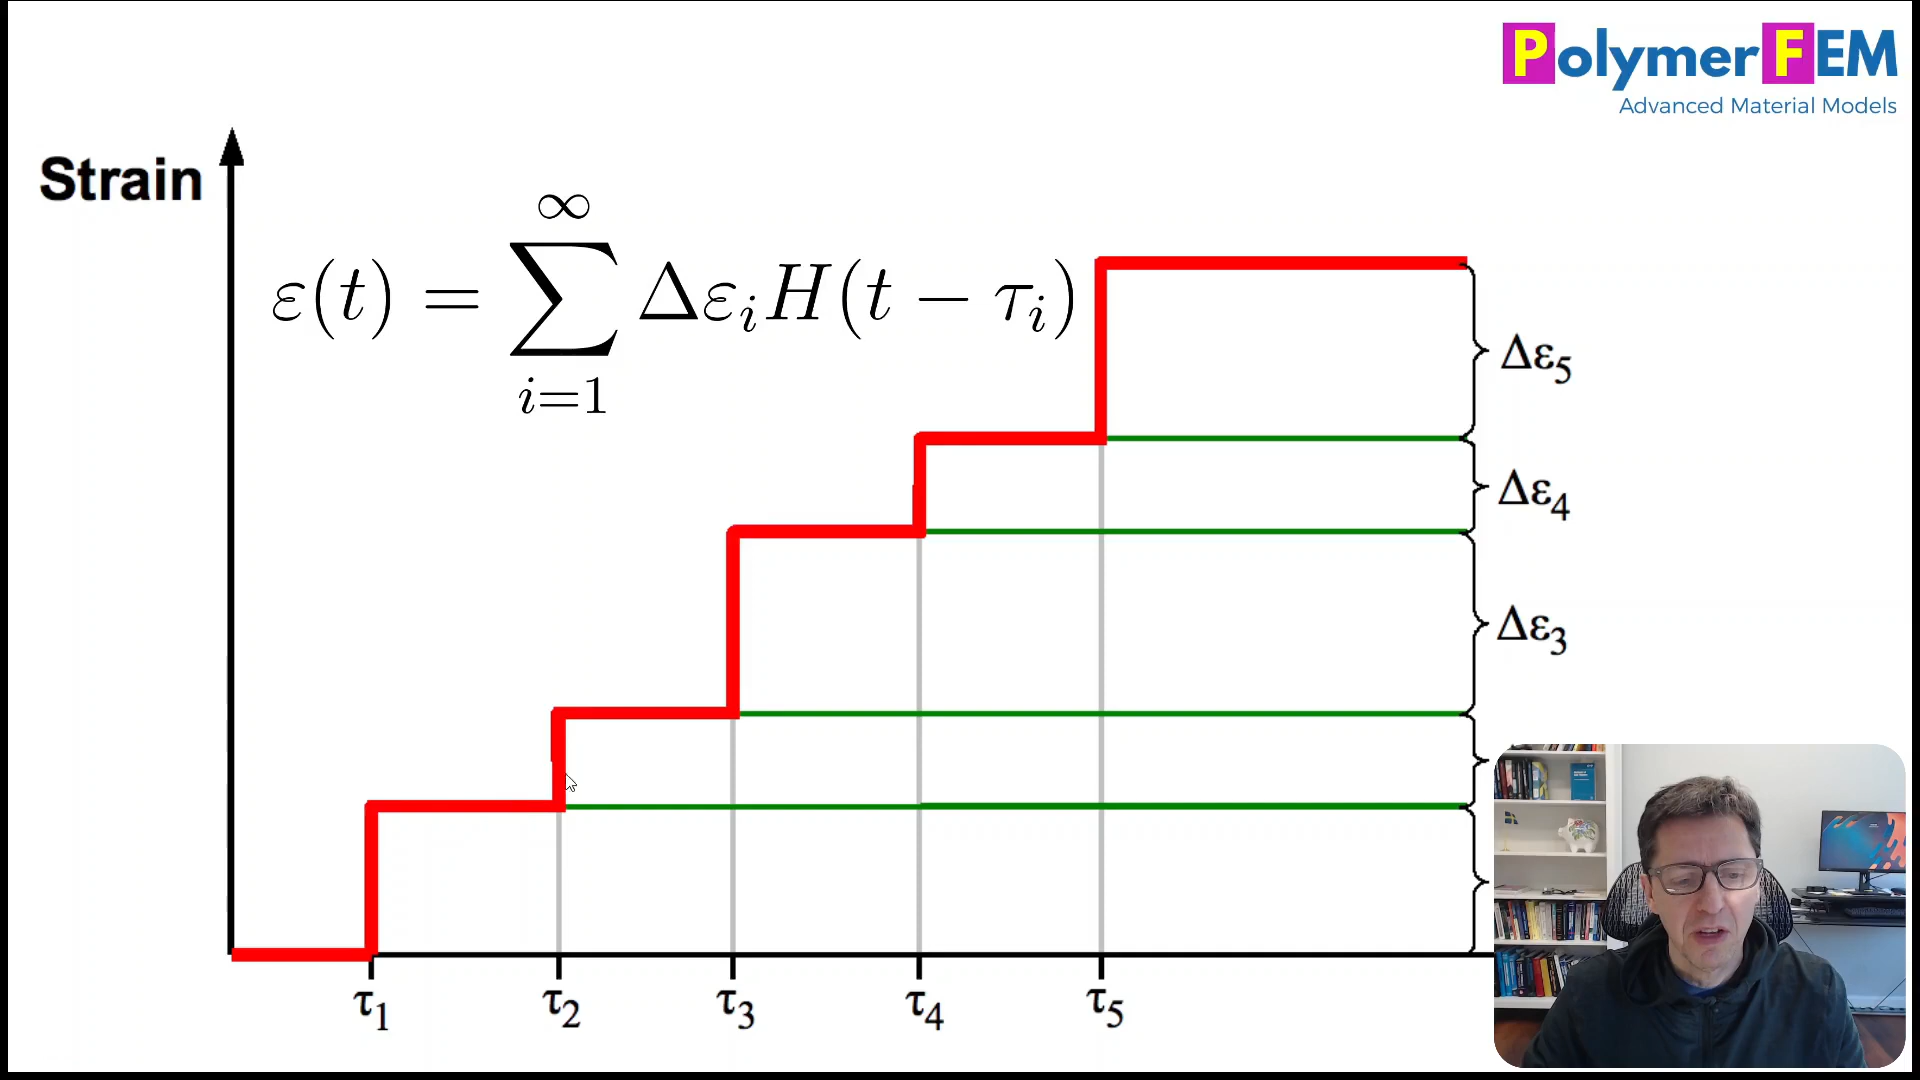 PolymerFEM
Advanced Material Models
Strain
ε(t) = ∑_{i=1}^{∞} Δε_i H(t − τ_i)
Δε₅
Δε₄
Δε₃
τ₁ τ₂ τ₃ τ₄ τ₅